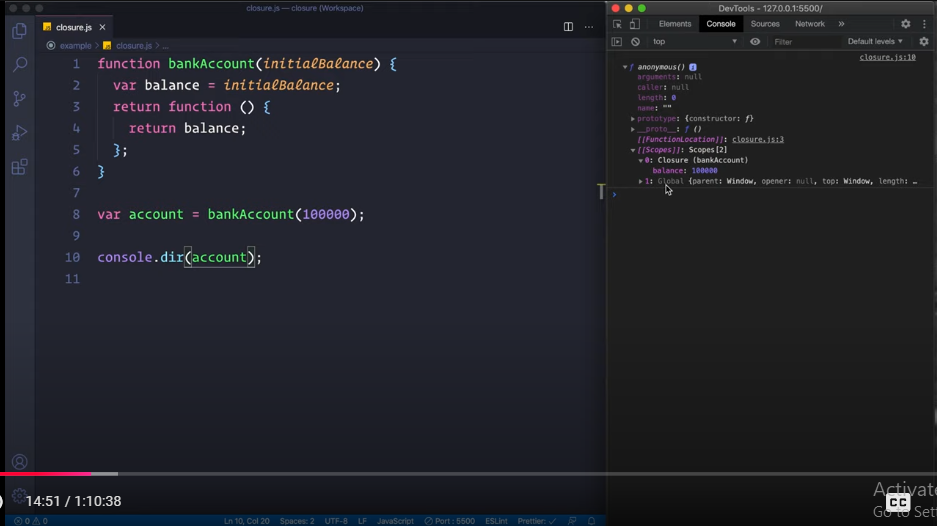 closure.js — closure (Workspace)
closure.js ×
example > closure.js > ...
1 function bankAccount(initialBalance) {
2 var balance = initialBalance;
3 return function () {
4 return balance;
5 };
6 }
7
8 var account = bankAccount(100000);
9
10 console.dir(account);
11
DevTools - 127.0.0.1:5500/
Elements Console Sources Network »
top Filter Default levels ▼
closure.js:10
▼ ƒ anonymous() i
arguments: null
caller: null
length: 0
name: ""
▶ prototype: {constructor: ƒ}
▶ __proto__: ƒ ()
[[FunctionLocation]]: closure.js:3
▼ [[Scopes]]: Scopes[2]
▼ 0: Closure (bankAccount)
balance: 100000
▶ 1: Global {parent: Window, opener: null, top: Window, length: …
›
T
14:51 / 1:10:38
CC
Activate
Go to Set
0 0 Ln 10, Col 20 Spaces: 2 UTF-8 LF JavaScript Port : 5500 ESLint Prettier: ✓